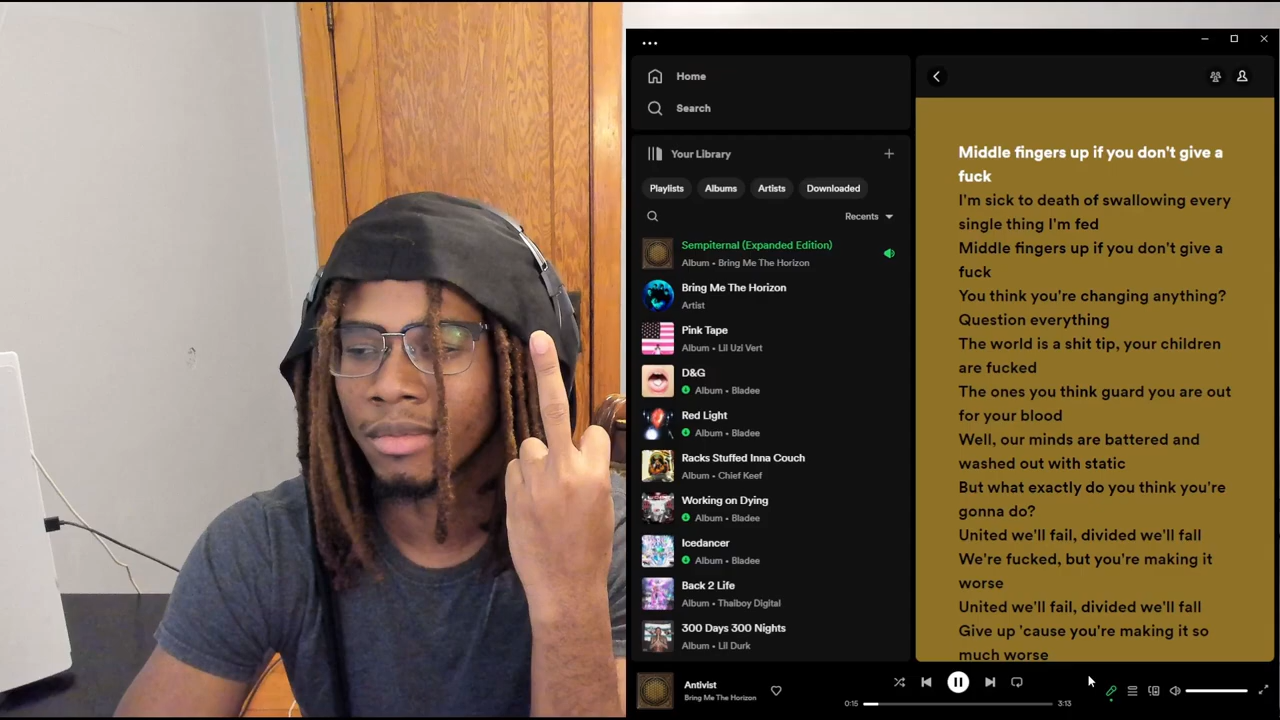 Home
Search
Your Library
Playlists
Albums
Artists
Downloaded
Recents
Sempiternal (Expanded Edition)
Album • Bring Me The Horizon
Bring Me The Horizon
Artist
Pink Tape
Album • Lil Uzi Vert
D&G
Album • Bladee
Red Light
Album • Bladee
Racks Stuffed Inna Couch
Album • Chief Keef
Working on Dying
Album • Bladee
Icedancer
Album • Bladee
Back 2 Life
Album • Thaiboy Digital
300 Days 300 Nights
Album • Lil Durk
Middle fingers up if you don't give a
fuck
I'm sick to death of swallowing every
single thing I'm fed
Middle fingers up if you don't give a
fuck
You think you're changing anything?
Question everything
The world is a shit tip, your children
are fucked
The ones you think guard you are out
for your blood
Well, our minds are battered and
washed out with static
But what exactly do you think you're
gonna do?
United we'll fail, divided we'll fall
We're fucked, but you're making it
worse
United we'll fail, divided we'll fall
Give up 'cause you're making it so
much worse
Antivist
Bring Me The Horizon
0:15
3:13